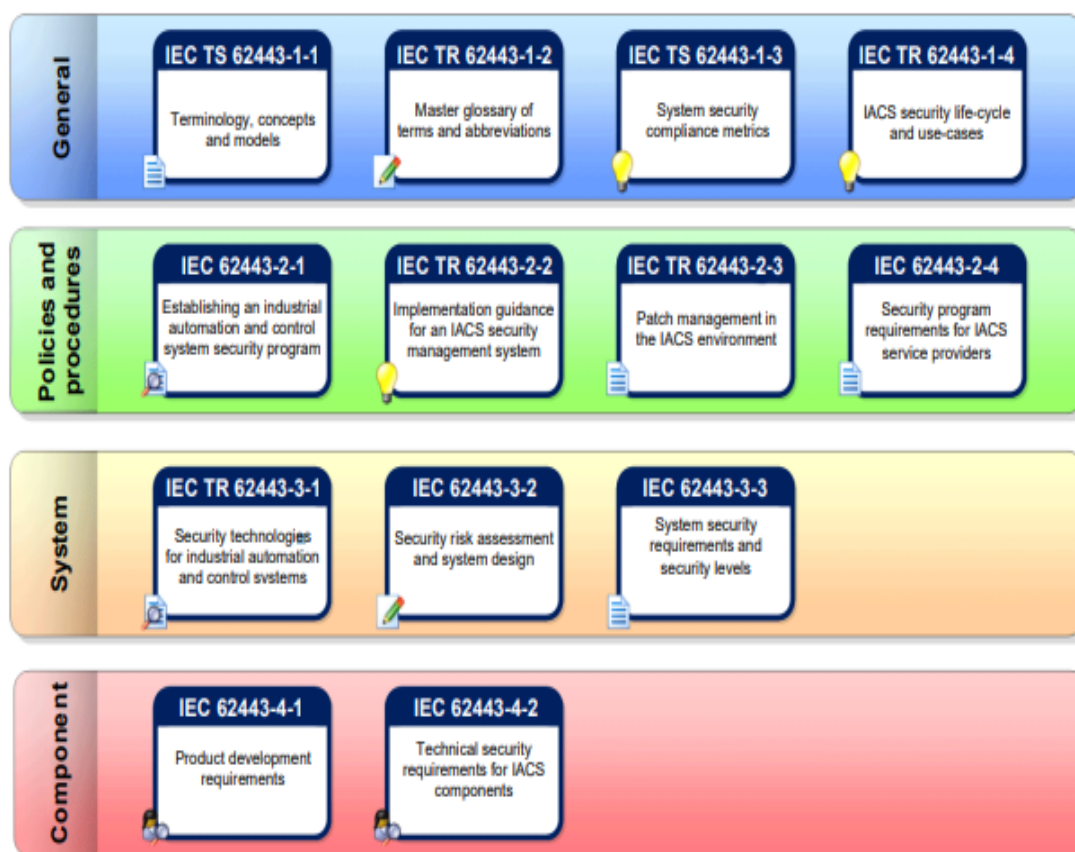 General
IEC TS 62443-1-1
Terminology, concepts
and models
IEC TR 62443-1-2
Master glossary of
terms and abbreviations
IEC TS 62443-1-3
System security
compliance metrics
IEC TR 62443-1-4
IACS security life-cycle
and use-cases
Policies and
procedures
IEC 62443-2-1
Establishing an industrial
automation and control
system security program
IEC TR 62443-2-2
Implementation guidance
for an IACS security
management system
IEC TR 62443-2-3
Patch management in
the IACS environment
IEC 62443-2-4
Security program
requirements for IACS
service providers
System
IEC TR 62443-3-1
Security technologies
for industrial automation
and control systems
IEC 62443-3-2
Security risk assessment
and system design
IEC 62443-3-3
System security
requirements and
security levels
Component
IEC 62443-4-1
Product development
requirements
IEC 62443-4-2
Technical security
requirements for IACS
components